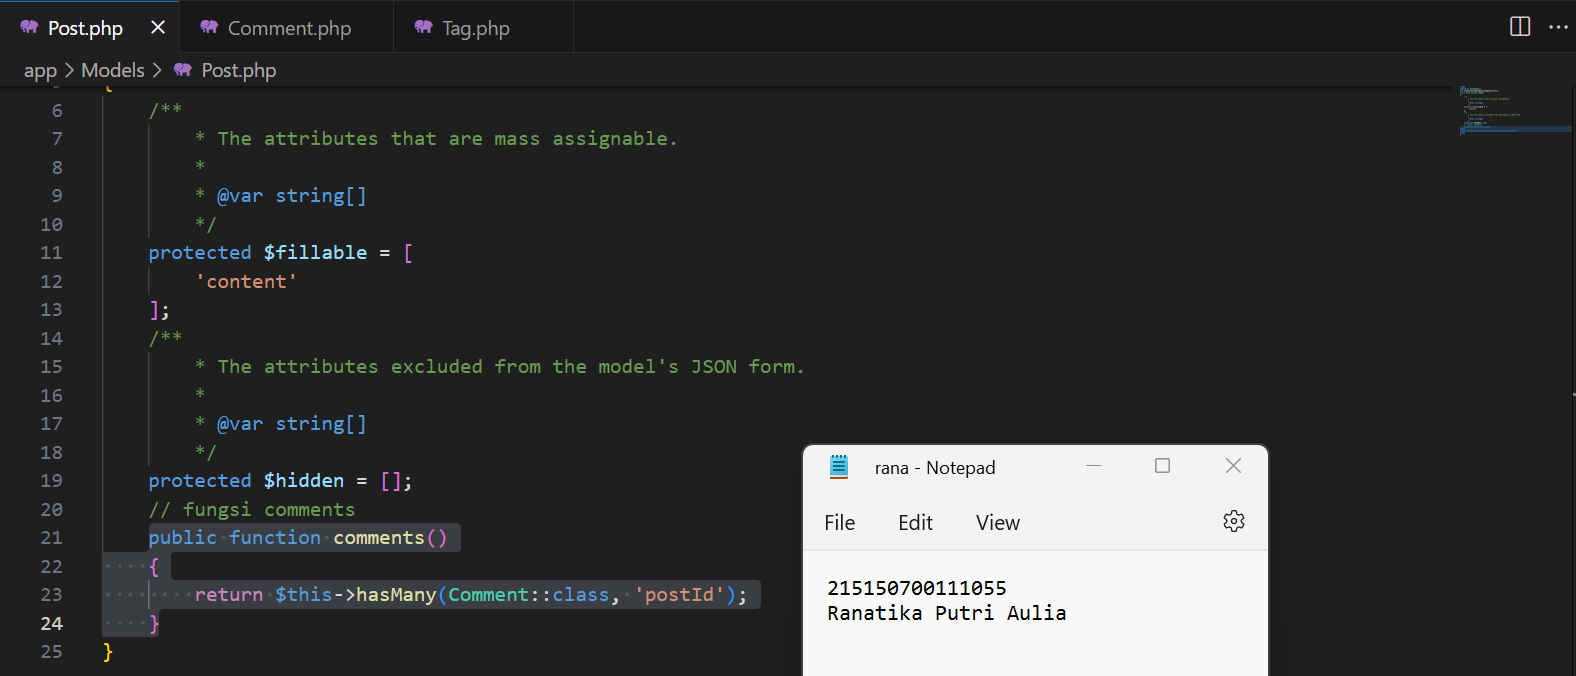 Post.php
Comment.php
Tag.php
app > Models > Post.php
{
6 /**
7 * The attributes that are mass assignable.
8 *
9 * @var string[]
10 */
11 protected $fillable = [
12 'content'
13 ];
14 /**
15 * The attributes excluded from the model's JSON form.
16 *
17 * @var string[]
18 */
19 protected $hidden = [];
20 // fungsi comments
21 public function comments()
22 {
23 return $this->hasMany(Comment::class, 'postId');
24 }
25 }
rana - Notepad
File Edit View
215150700111055
Ranatika Putri Aulia